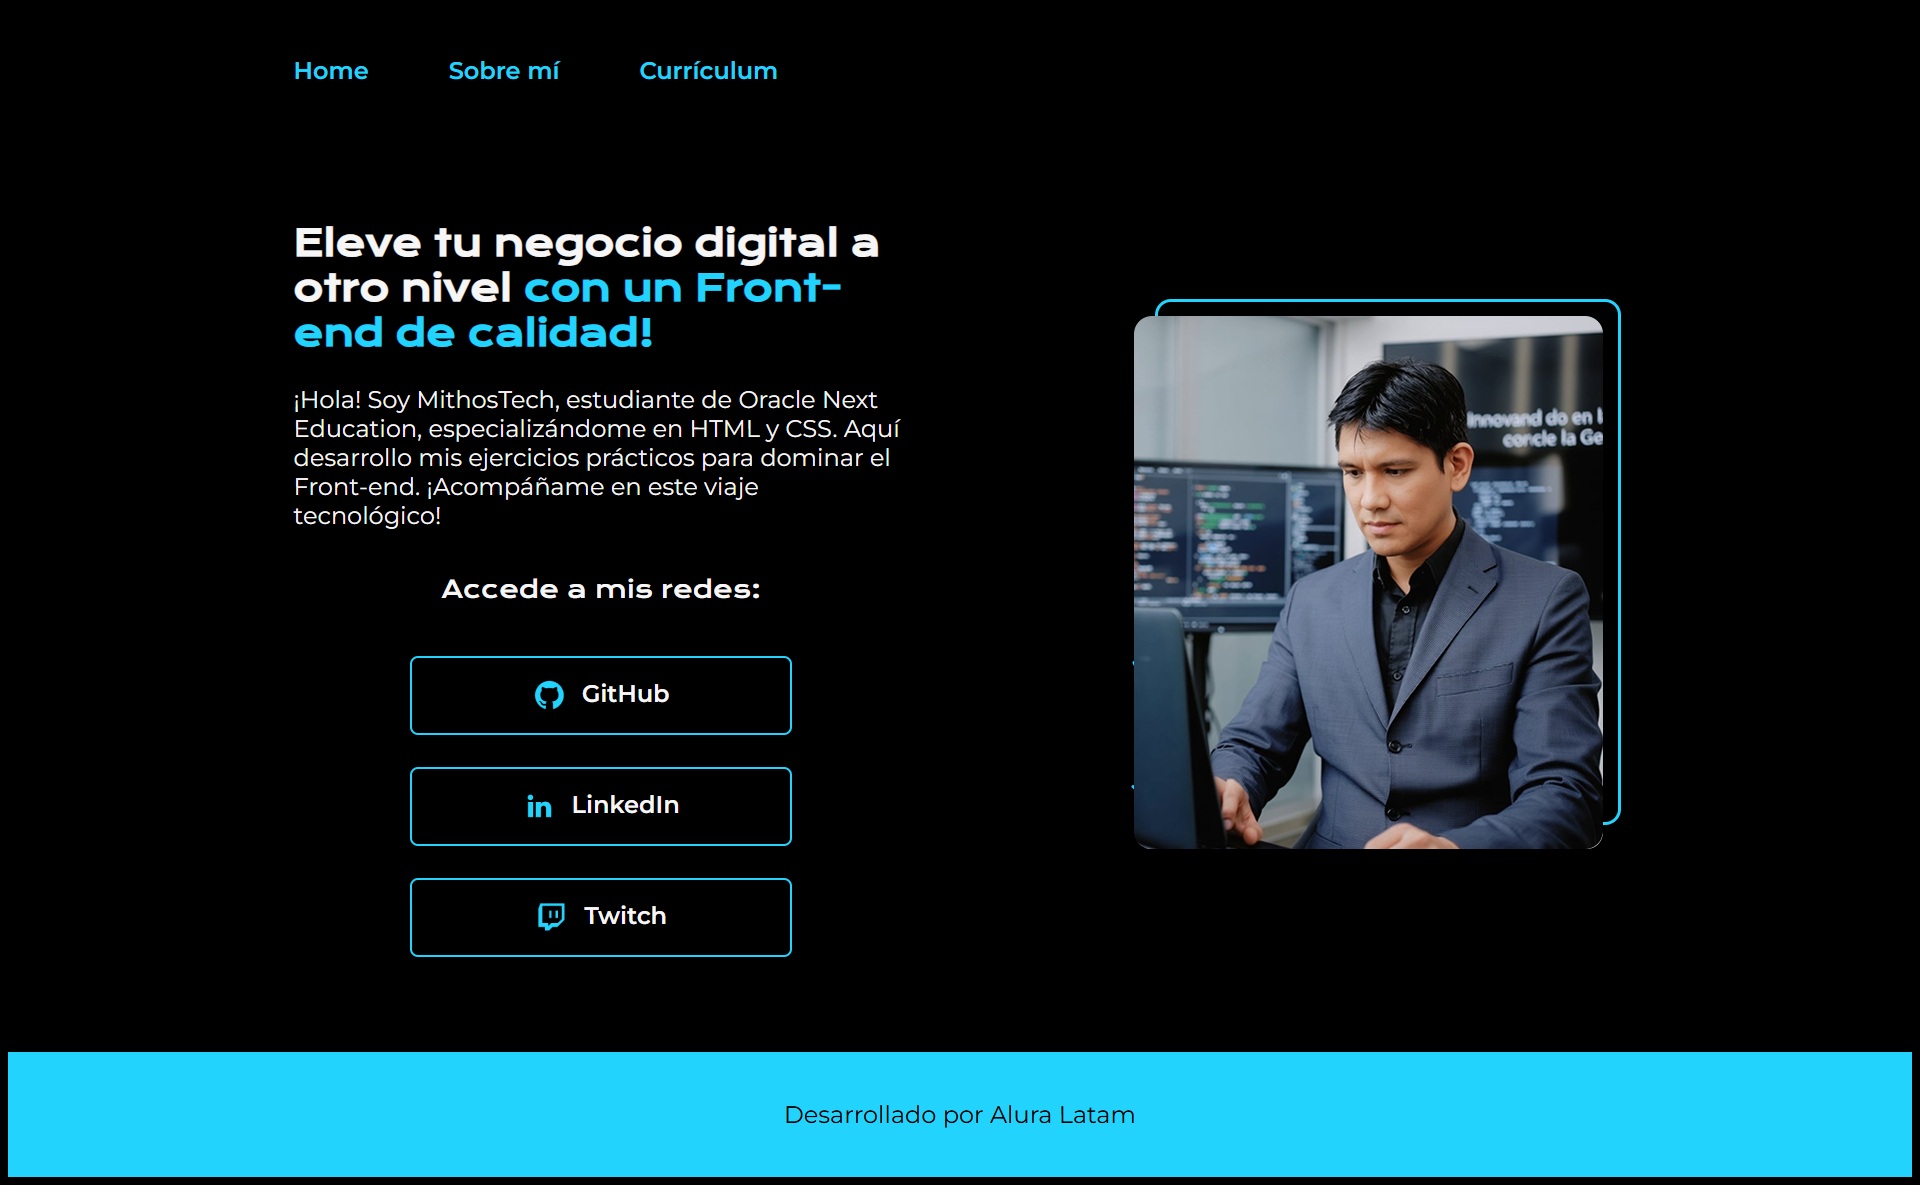 Home Sobre mí Currículum
Eleve tu negocio digital a
otro nivel con un Front-
end de calidad!
¡Hola! Soy MithosTech, estudiante de Oracle Next
Education, especializándome en HTML y CSS. Aquí
desarrollo mis ejercicios prácticos para dominar el
Front-end. ¡Acompáñame en este viaje
tecnológico!
Accede a mis redes:
GitHub
LinkedIn
Twitch
Innovand do en
concle la Ge
Desarrollado por Alura Latam